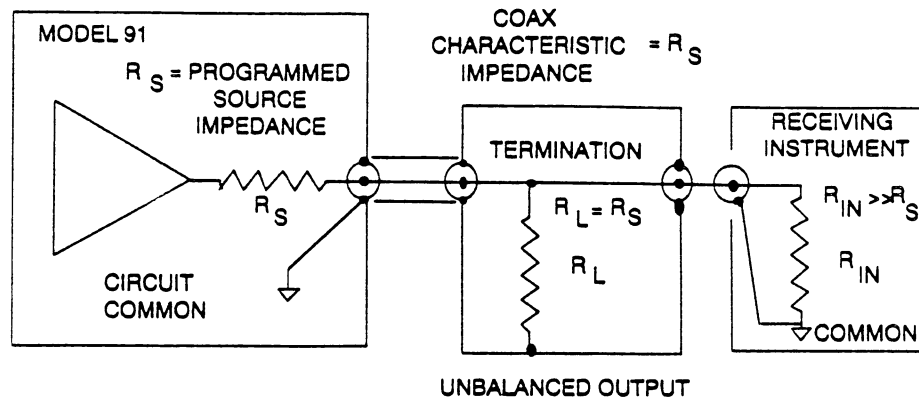 MODEL 91
R S = PROGRAMMED
SOURCE
IMPEDANCE
R S
CIRCUIT
COMMON
COAX
CHARACTERISTIC = R S
IMPEDANCE
TERMINATION
R L = R S
R L
UNBALANCED OUTPUT
RECEIVING
INSTRUMENT
R IN >>R S
R IN
COMMON